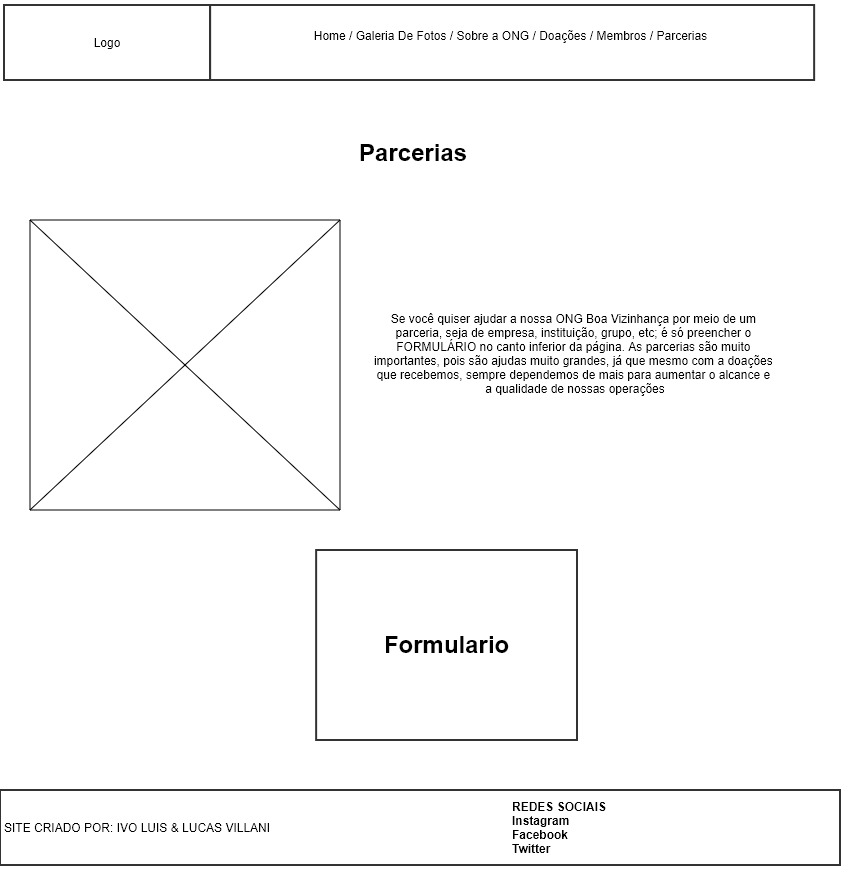 Logo
Home / Galeria De Fotos / Sobre a ONG / Doações / Membros / Parcerias
Parcerias
Se você quiser ajudar a nossa ONG Boa Vizinhança por meio de um
parceria, seja de empresa, instituição, grupo, etc; é só preencher o
FORMULÁRIO no canto inferior da página. As parcerias são muito
importantes, pois são ajudas muito grandes, já que mesmo com a doações
que recebemos, sempre dependemos de mais para aumentar o alcance e
a qualidade de nossas operações
Formulario
SITE CRIADO POR: IVO LUIS & LUCAS VILLANI
REDES SOCIAIS
Instagram
Facebook
Twitter